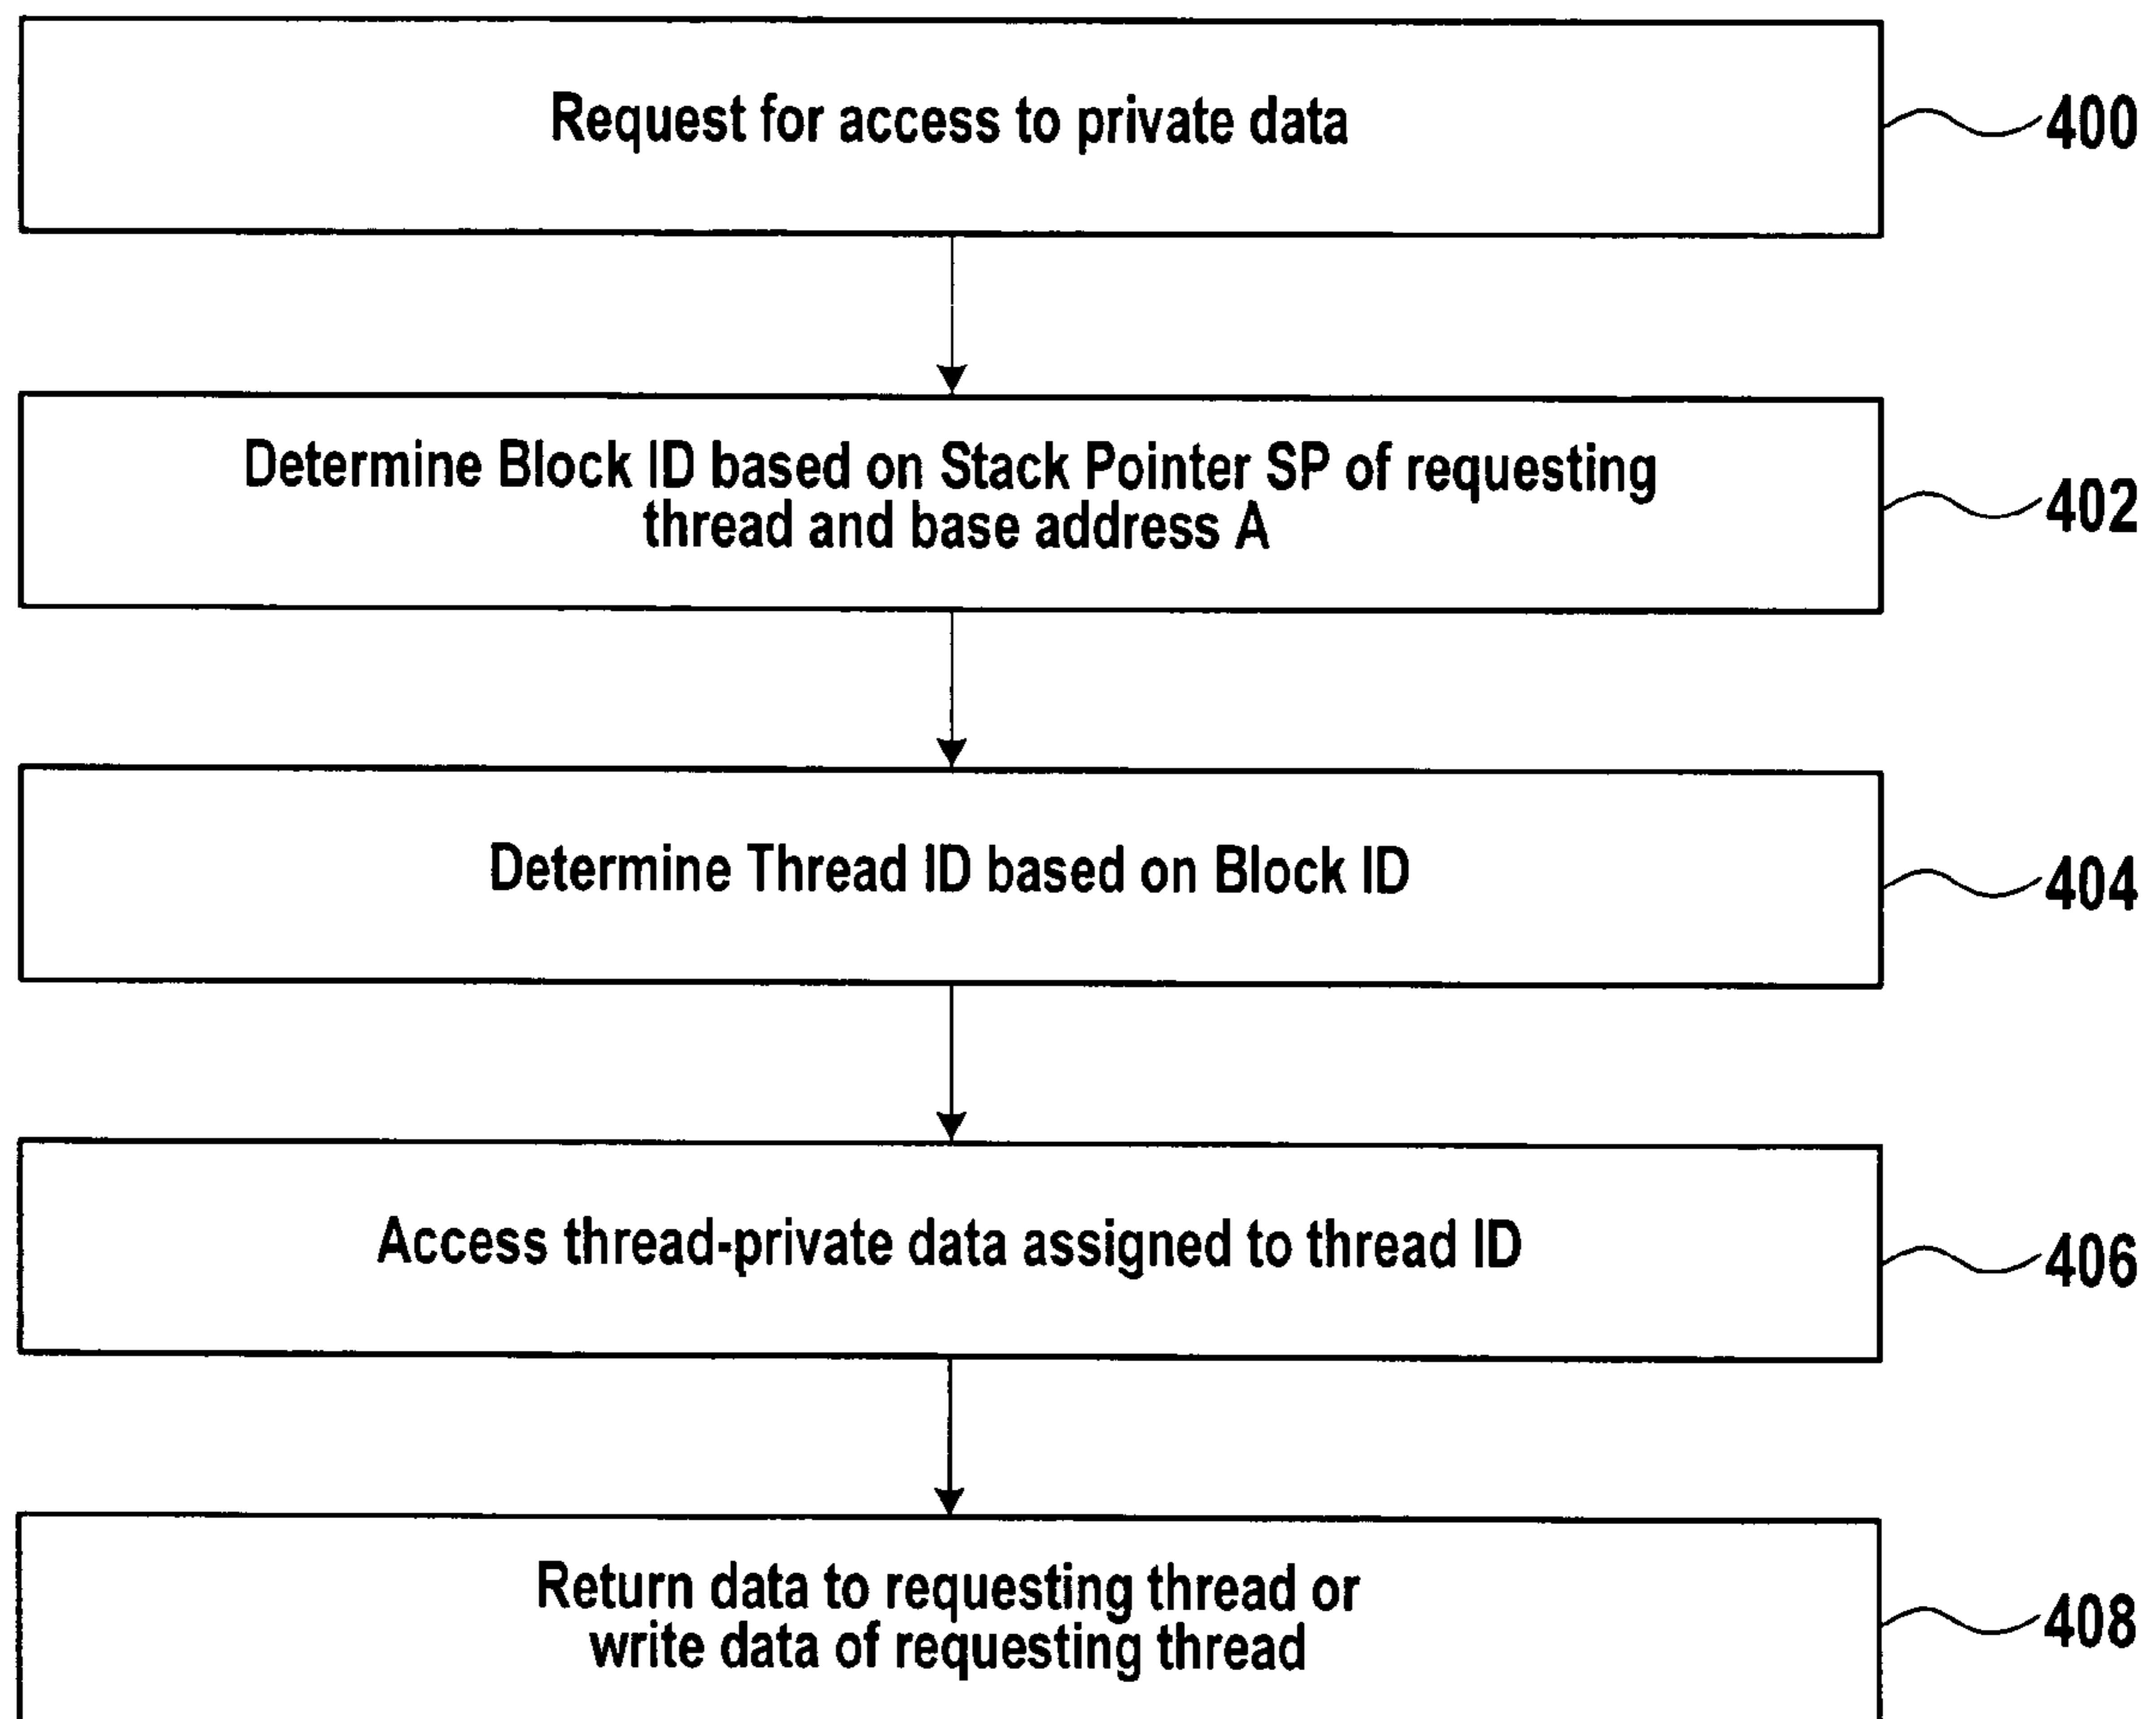 Request for access to private data
400
Determine Block ID based on Stack Pointer SP of requesting
thread and base address A
402
Determine Thread ID based on Block ID
404
Access thread-private data assigned to thread ID
406
Return data to requesting thread or
write data of requesting thread
408